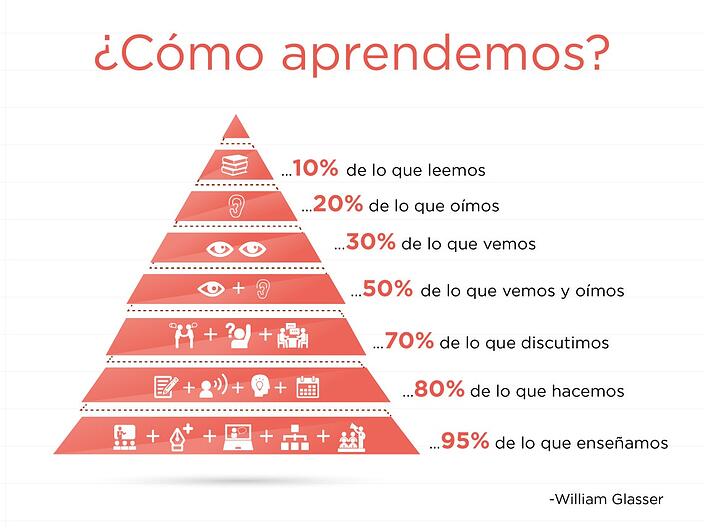 ¿Cómo aprendemos?
...10% de lo que leemos
...20% de lo que oímos
...30% de lo que vemos
...50% de lo que vemos y oímos
...70% de lo que discutimos
...80% de lo que hacemos
...95% de lo que enseñamos
-William Glasser